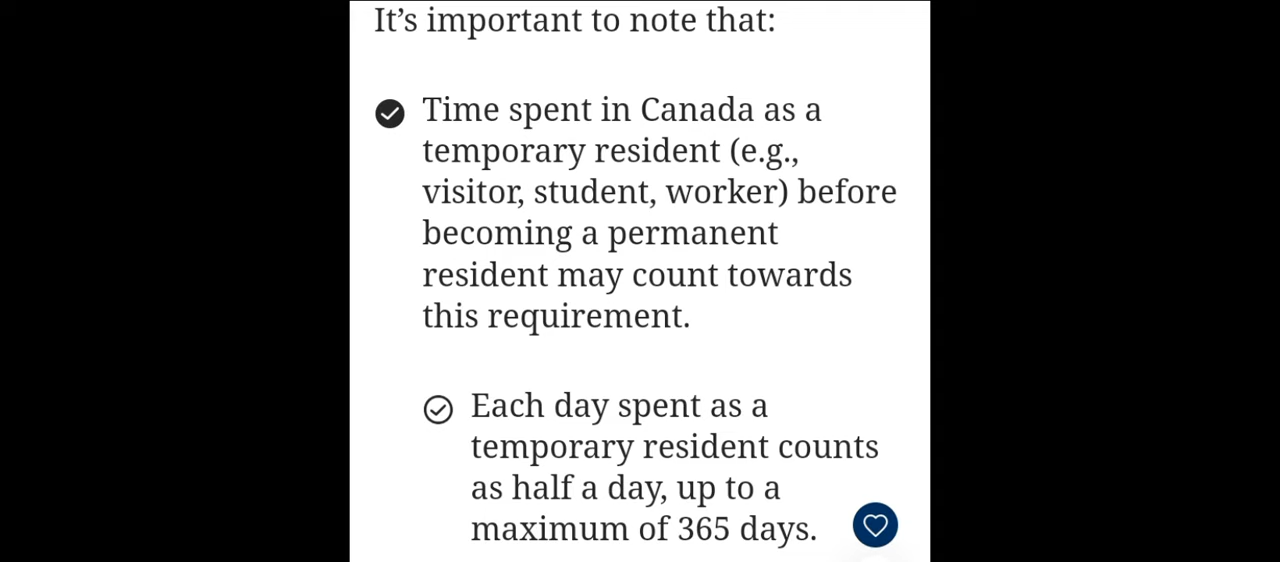 It’s important to note that:
Time spent in Canada as a
temporary resident (e.g.,
visitor, student, worker) before
becoming a permanent
resident may count towards
this requirement.
Each day spent as a
temporary resident counts
as half a day, up to a
maximum of 365 days.